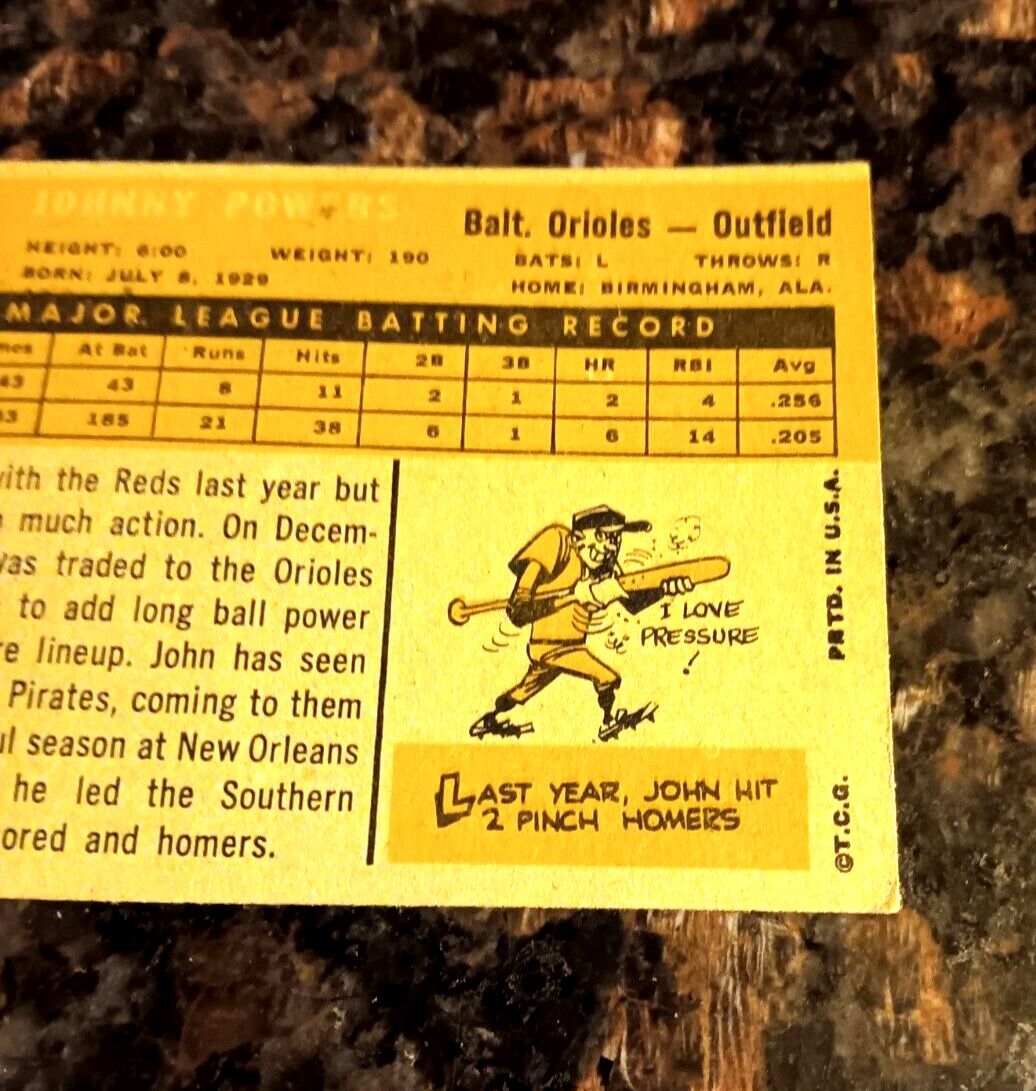 JOHNNY POWERS
Balt. Orioles — Outfield
HEIGHT: 6:00 WEIGHT: 190 BATS: L THROWS: R
BORN: JULY 8, 1929 HOME: BIRMINGHAM, ALA.
MAJOR LEAGUE BATTING RECORD
mes At Bat Runs Hits 2B 3B HR RBI Avg
43 43 8 11 2 1 2 4 .256
185 21 38 6 1 6 14 .205
with the Reds last year but
much action. On Decem-
was traded to the Orioles
to add long ball power
re lineup. John has seen
Pirates, coming to them
ul season at New Orleans
he led the Southern
ored and homers.
I LOVE
PRESSURE
!
LAST YEAR, JOHN HIT
2 PINCH HOMERS
PRTD. IN U.S.A.
©T.C.G.